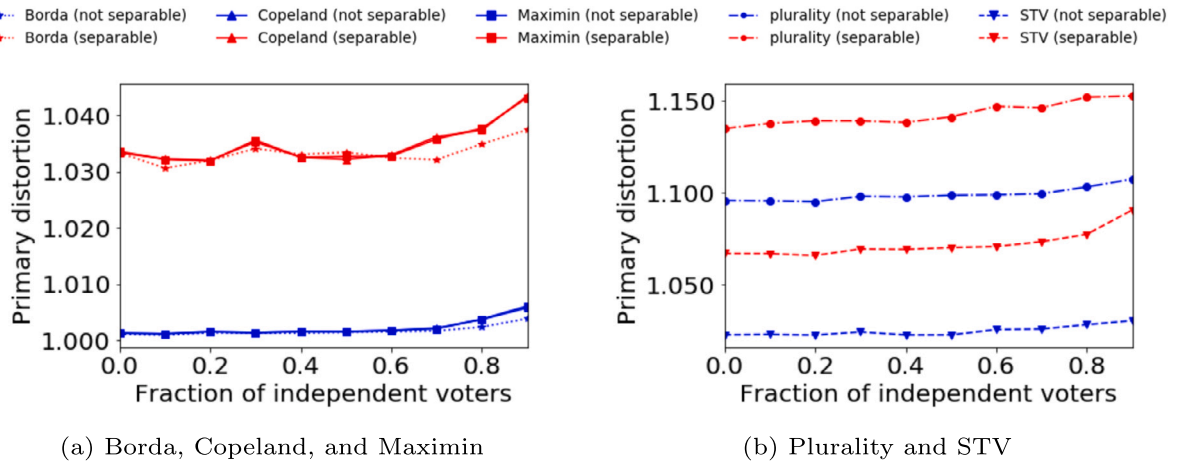 Borda (not separable) Copeland (not separable) Maximin (not separable) plurality (not separable) STV (not separable)
Borda (separable) Copeland (separable) Maximin (separable) plurality (separable) STV (separable)
Primary distortion
1.040
1.030
1.020
1.010
1.000
0.0 0.2 0.4 0.6 0.8
Fraction of independent voters
(a) Borda, Copeland, and Maximin
Primary distortion
1.150
1.100
1.050
0.0 0.2 0.4 0.6 0.8
Fraction of independent voters
(b) Plurality and STV